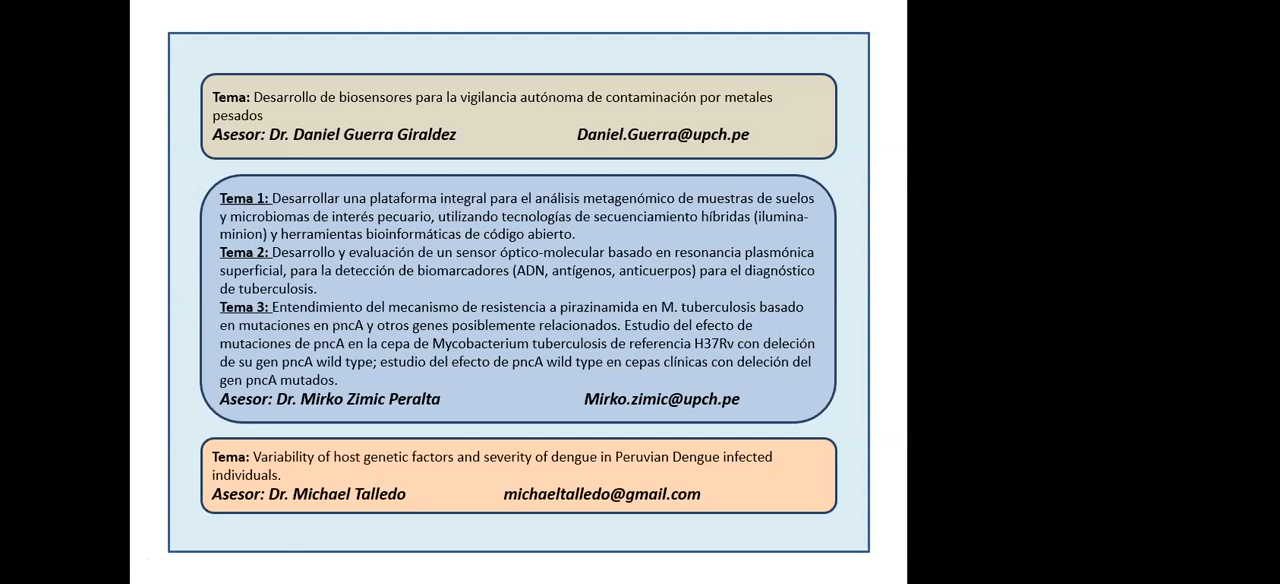 Tema: Desarrollo de biosensores para la vigilancia autónoma de contaminación por metales
pesados
Asesor: Dr. Daniel Guerra Giraldez Daniel.Guerra@upch.pe
Tema 1: Desarrollar una plataforma integral para el análisis metagenómico de muestras de suelos
y microbiomas de interés pecuario, utilizando tecnologías de secuenciamiento híbridas (ilumina-
minion) y herramientas bioinformáticas de código abierto.
Tema 2: Desarrollo y evaluación de un sensor óptico-molecular basado en resonancia plasmónica
superficial, para la detección de biomarcadores (ADN, antígenos, anticuerpos) para el diagnóstico
de tuberculosis.
Tema 3: Entendimiento del mecanismo de resistencia a pirazinamida en M. tuberculosis basado
en mutaciones en pncA y otros genes posiblemente relacionados. Estudio del efecto de
mutaciones de pncA en la cepa de Mycobacterium tuberculosis de referencia H37Rv con deleción
de su gen pncA wild type; estudio del efecto de pncA wild type en cepas clínicas con deleción del
gen pncA mutados.
Asesor: Dr. Mirko Zimic Peralta Mirko.zimic@upch.pe
Tema: Variability of host genetic factors and severity of dengue in Peruvian Dengue infected
individuals.
Asesor: Dr. Michael Talledo michaeltalledo@gmail.com